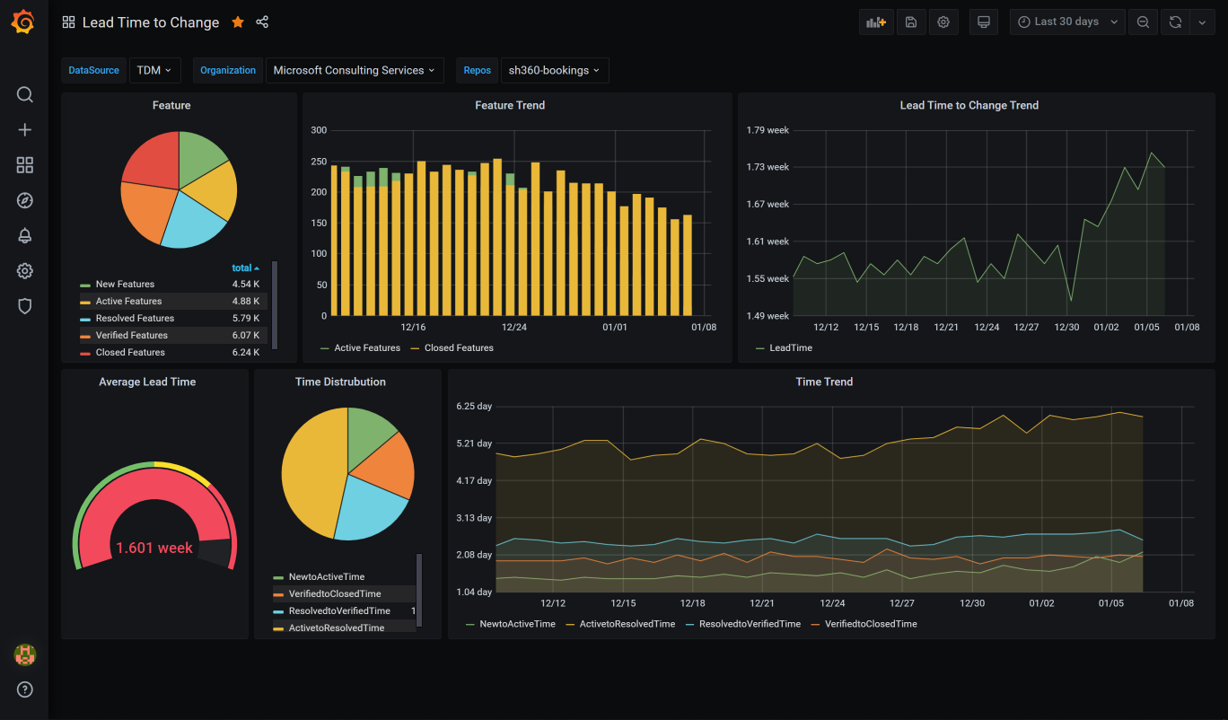 Lead Time to Change
Last 30 days
DataSource TDM Organization Microsoft Consulting Services Repos sh360-bookings
Feature
total
New Features 4.54 K
Active Features 4.88 K
Resolved Features 5.79 K
Verified Features 6.07 K
Closed Features 6.24 K
Feature Trend
300
250
200
150
100
50
0
12/16 12/24 01/01 01/08
Active Features Closed Features
Lead Time to Change Trend
1.79 week
1.73 week
1.67 week
1.61 week
1.55 week
1.49 week
12/12 12/15 12/18 12/21 12/24 12/27 12/30 01/02 01/05 01/08
LeadTime
Average Lead Time
1.601 week
Time Distrubution
NewtoActiveTime
VerifiedtoClosedTime
ResolvedtoVerifiedTime 1
ActivetoResolvedTime
Time Trend
6.25 day
5.21 day
4.17 day
3.13 day
2.08 day
1.04 day
12/12 12/15 12/18 12/21 12/24 12/27 12/30 01/02 01/05 01/08
NewtoActiveTime ActivetoResolvedTime ResolvedtoVerifiedTime VerifiedtoClosedTime